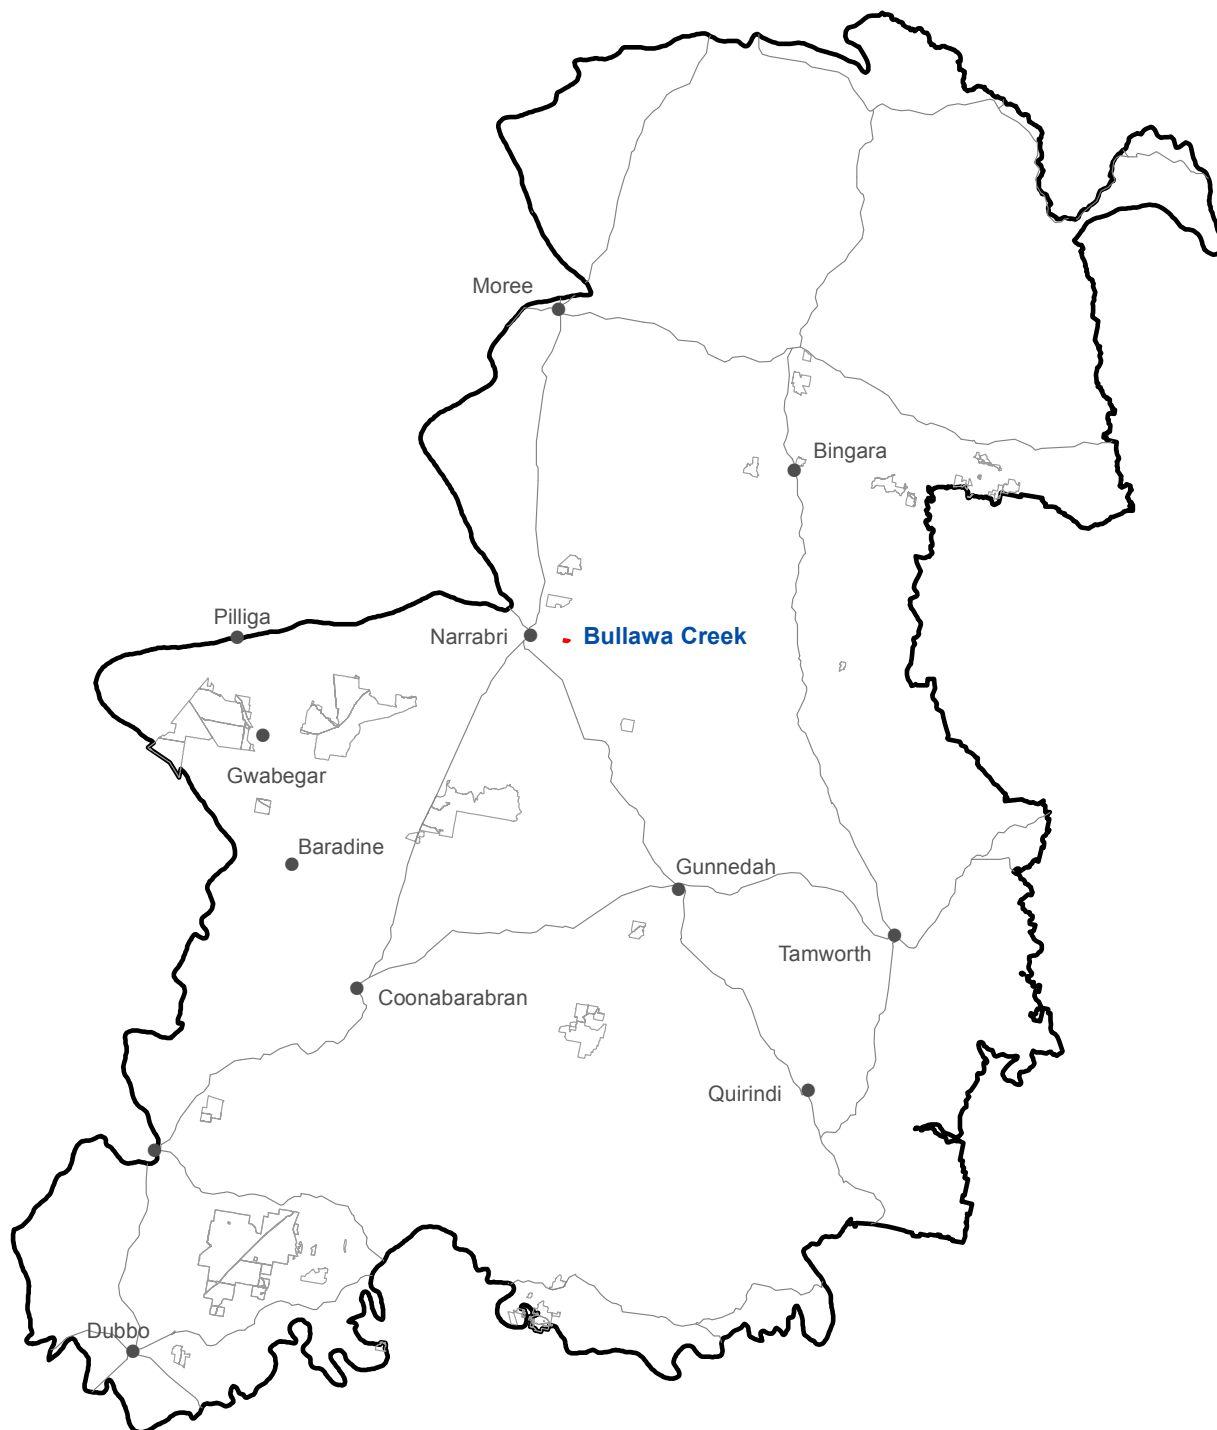 Moree
Bingara
Pilliga
Narrabri
Bullawa Creek
Gwabegar
Baradine
Gunnedah
Tamworth
Coonabarabran
Quirindi
Dubbo